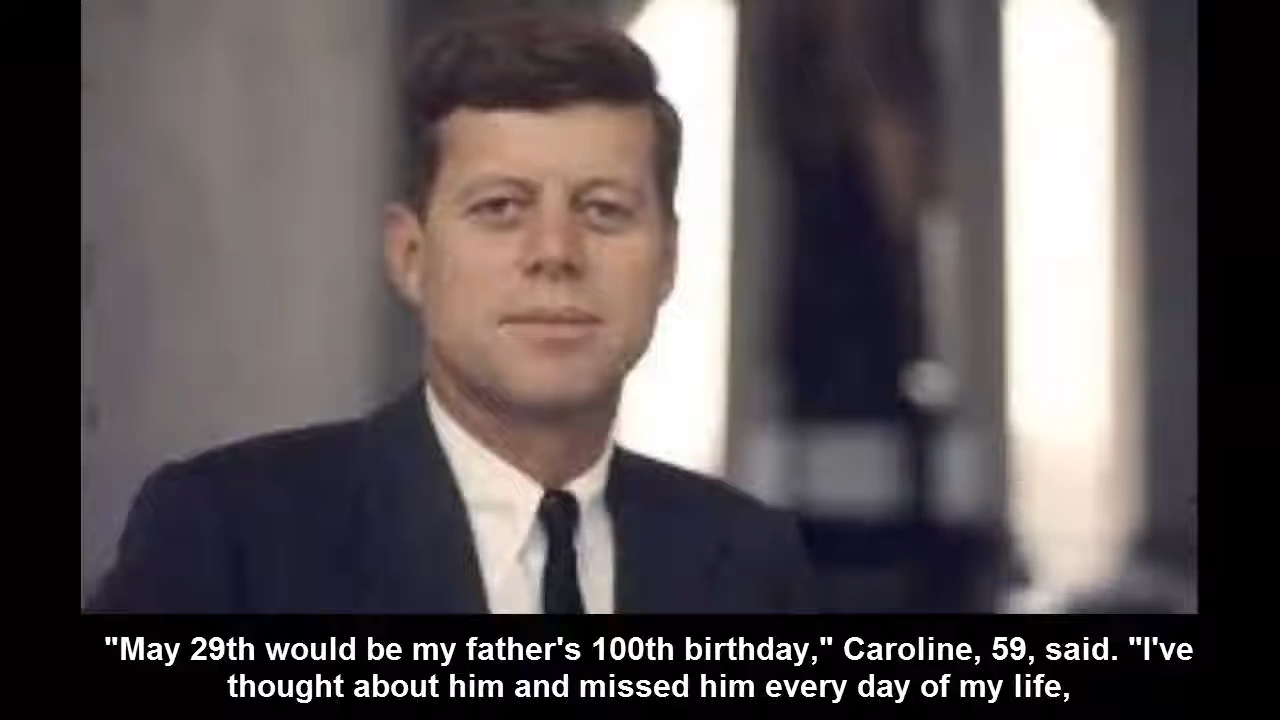 "May 29th would be my father's 100th birthday," Caroline, 59, said. "I've
thought about him and missed him every day of my life,